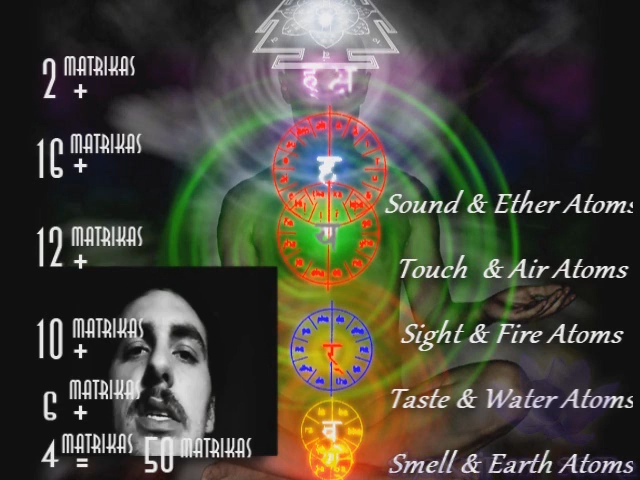 2 MATRIKAS
+
16 MATRIKAS
+
12 MATRIKAS
+
10 MATRIKAS
+
6 MATRIKAS
+
4 MATRIKAS = 50 MATRIKAS
ह क्ष
ह
य
र
व
Sound & Ether Atoms
Touch & Air Atoms
Sight & Fire Atoms
Taste & Water Atoms
Smell & Earth Atoms